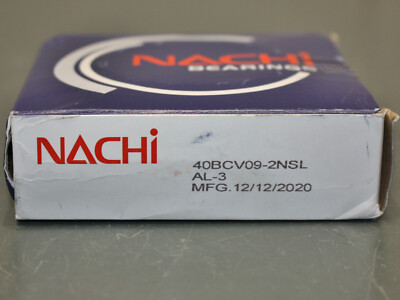 NACHi
BEARINGS
NACHi
40BCV09-2NSL
AL-3
MFG.12/12/2020